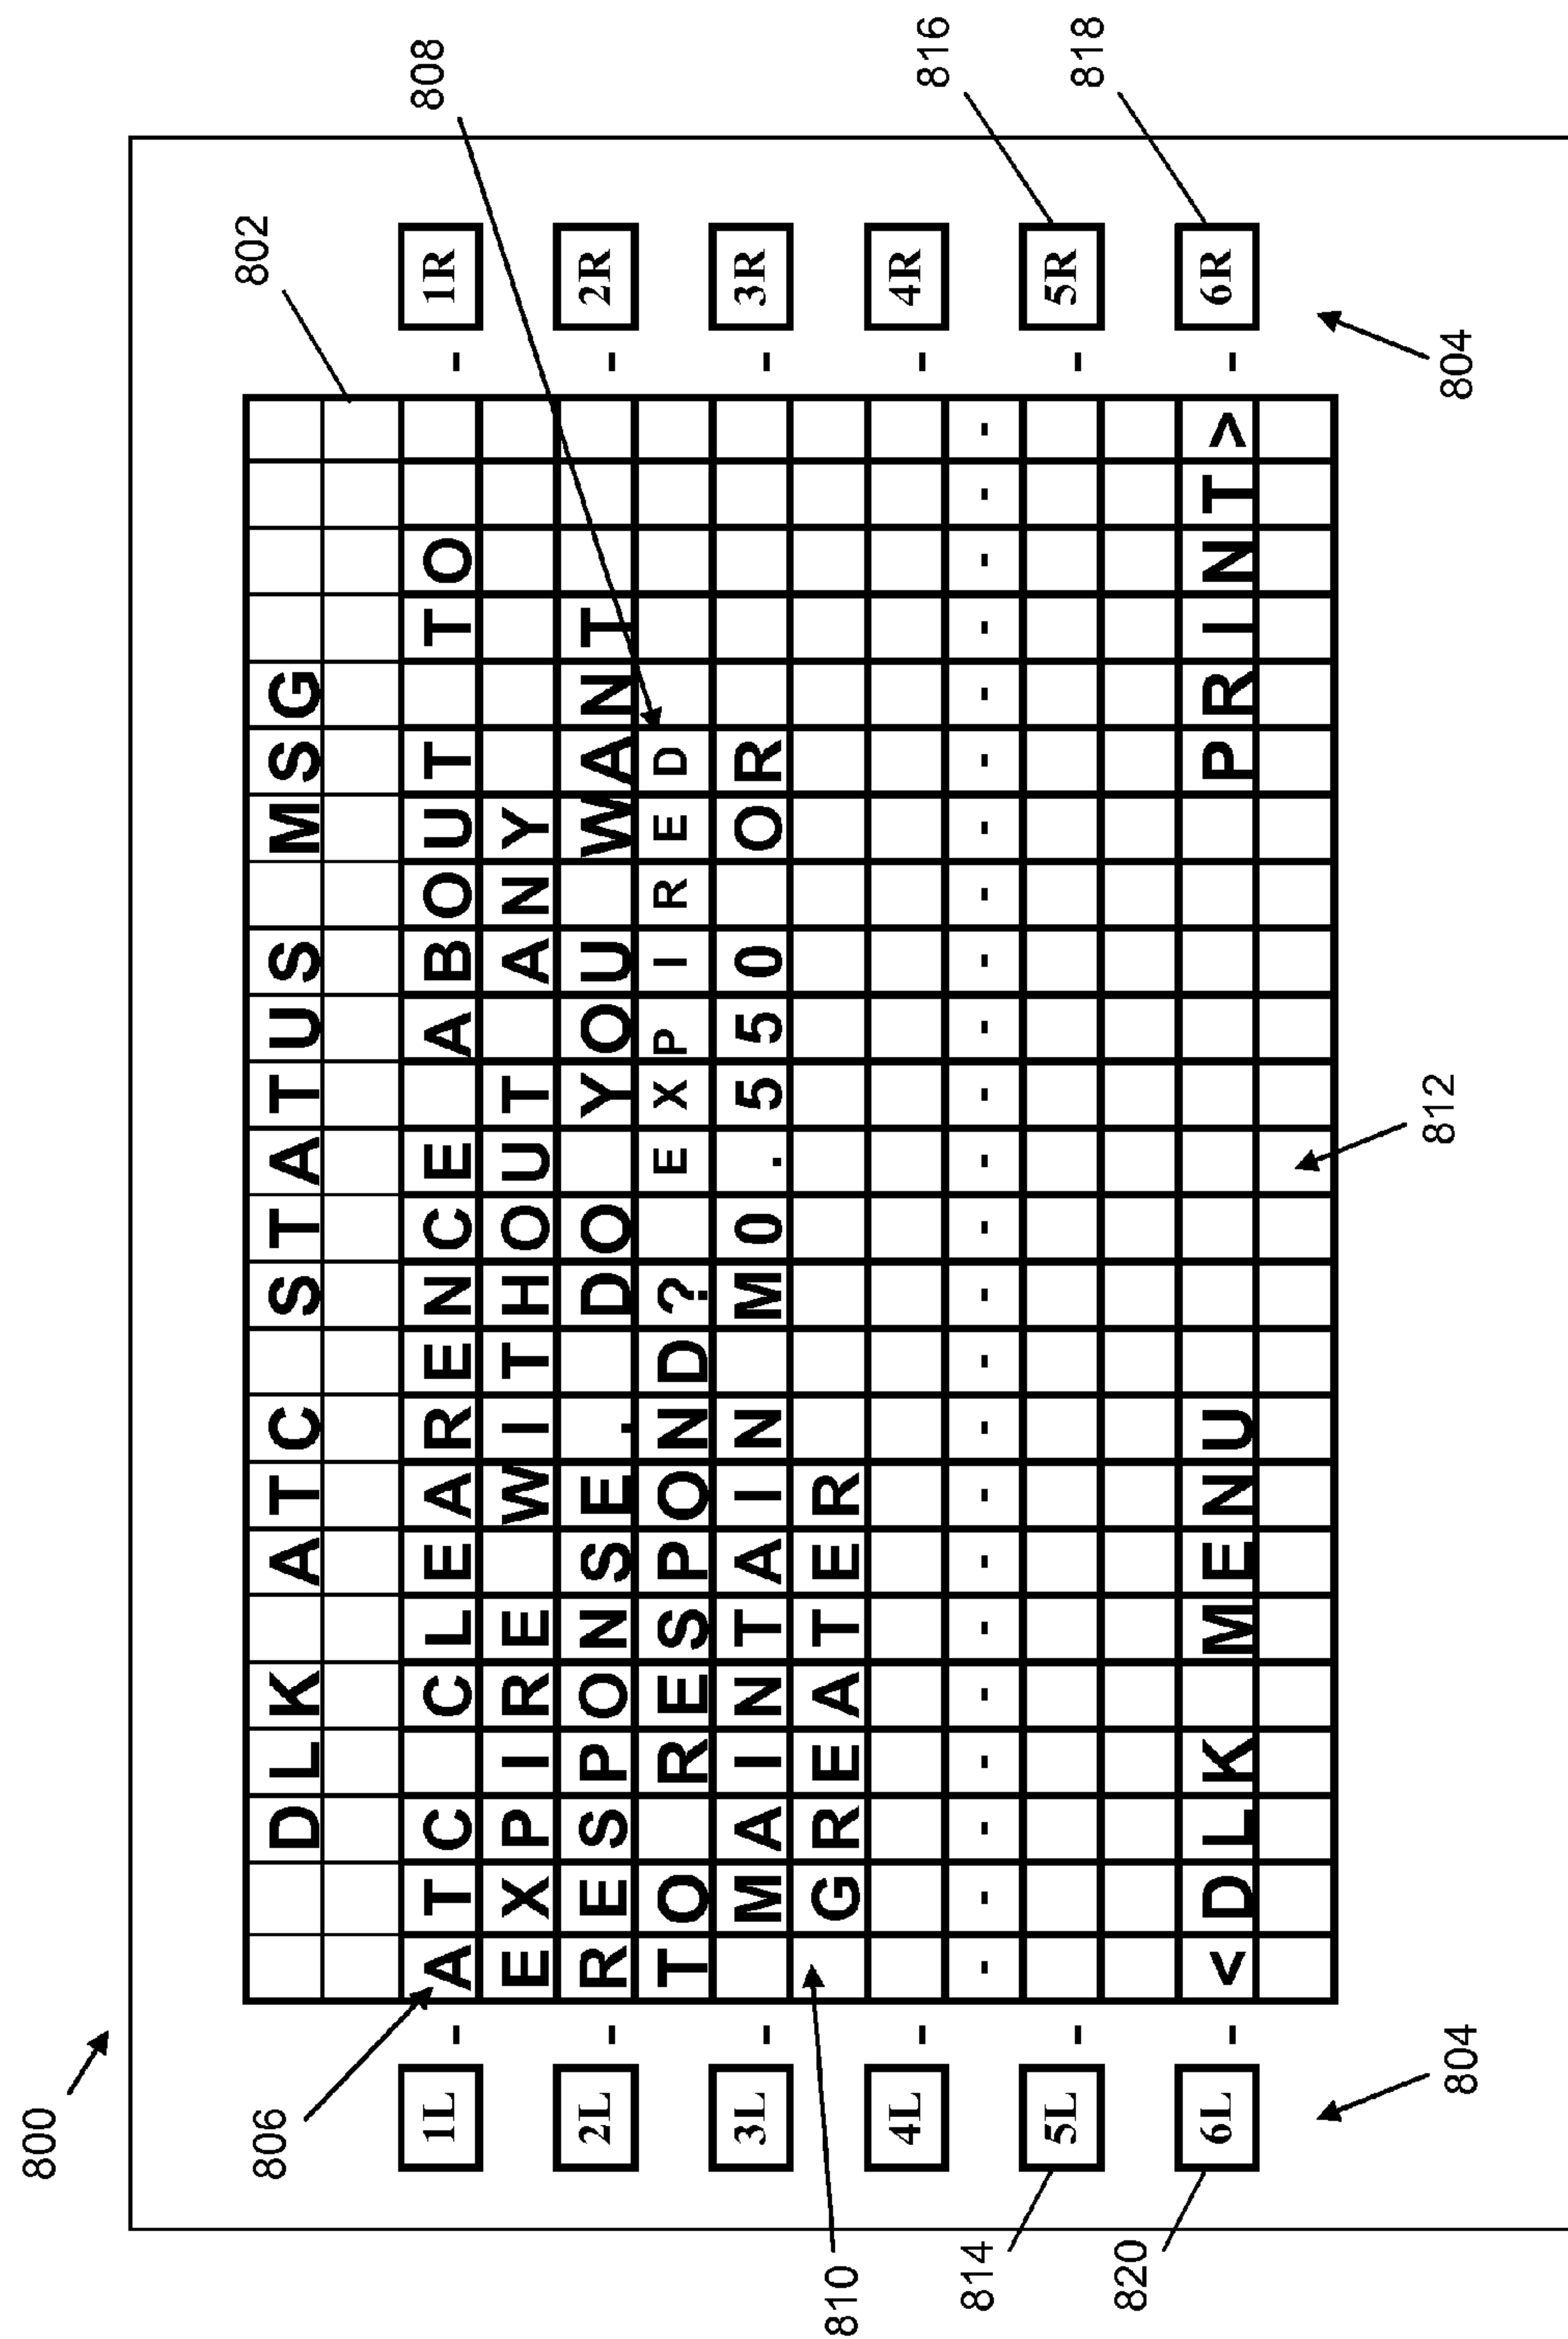 800
802
808
DLK ATC STATUS MSG
806
1L - ATC CLEARENCE ABOUT TO - 1R
EXPIRE WITHOUT ANY
2L - RESPONSE. DO YOU WANT - 2R
TO RESPOND? EXPIRED
3L - MAINTAIN M0.550 OR - 3R
810
GREATER
4L - - 4R
816
- - - - - - - - - - - - - - - - - - - - - - - -
814
5L - - 5R
818
820
6L - <DLK MENU PRINT> - 6R
804
812
804